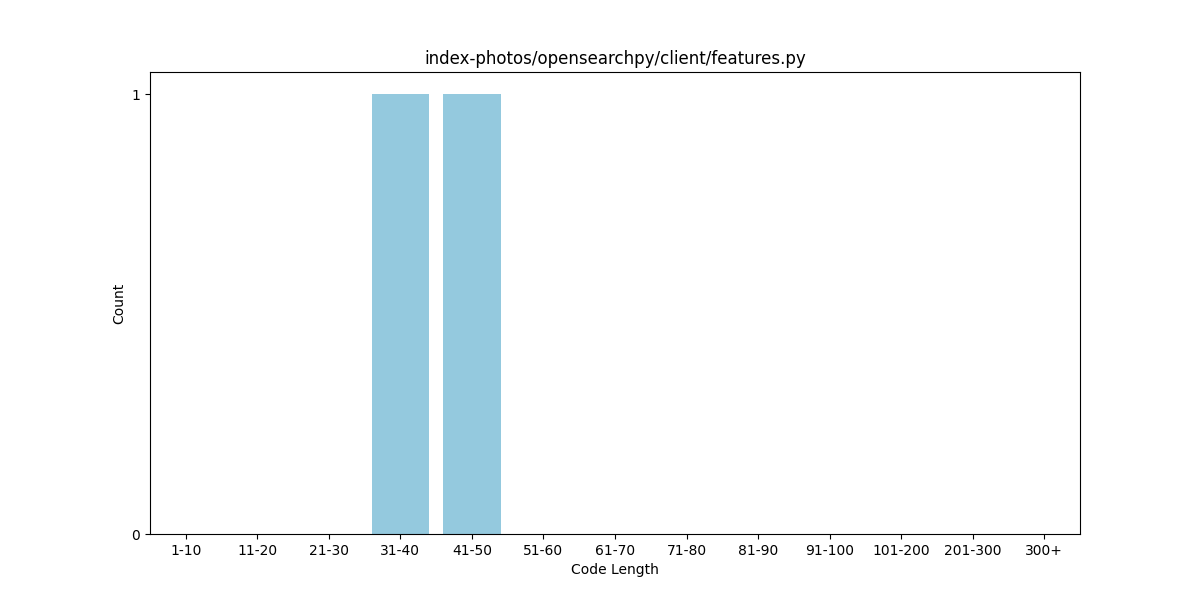 index-photos/opensearchpy/client/features.py
Count
1
0
1-10 11-20 21-30 31-40 41-50 51-60 61-70 71-80 81-90 91-100 101-200 201-300 300+
Code Length